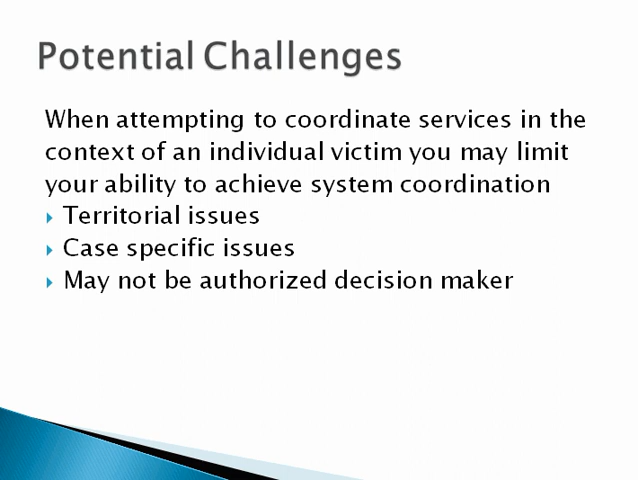 Potential Challenges
When attempting to coordinate services in the
context of an individual victim you may limit
your ability to achieve system coordination
Territorial issues
Case specific issues
May not be authorized decision maker